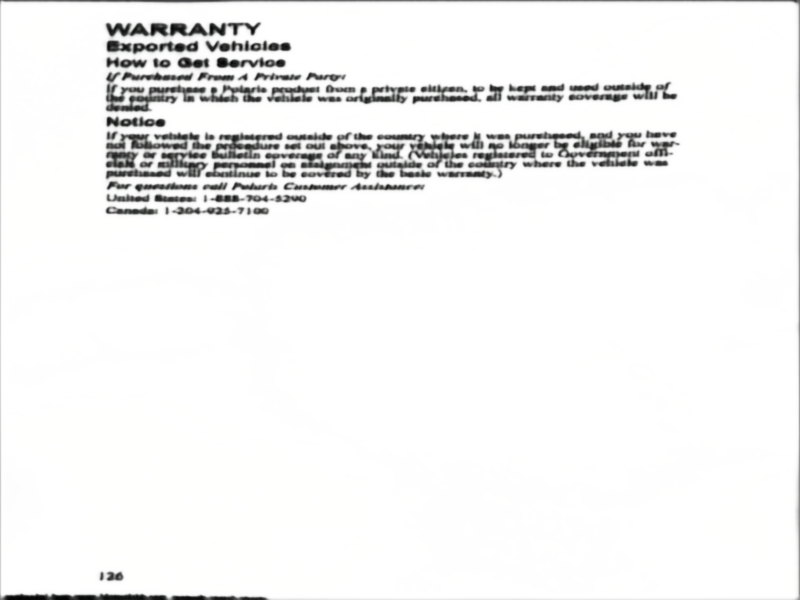 WARRANTY
Exported Vehicles
How to Get Service
If Purchased From A Private Party:
If you purchase a Polaris product from a private citizen, to be kept and used outside of
the country in which the vehicle was originally purchased, all warranty coverage will be
denied.
Notice
If your vehicle is registered outside of the country where it was purchased, and you have
not followed the procedure set out above, your vehicle will no longer be eligible for war-
ranty or service bulletin coverage of any kind. (Vehicles registered to Government offi-
cials or military personnel on assignment outside of the country where the vehicle was
purchased will continue to be covered by the basic warranty.)
For questions call Polaris Customer Assistance:
United States: 1-888-704-5290
Canada: 1-204-925-7100
126